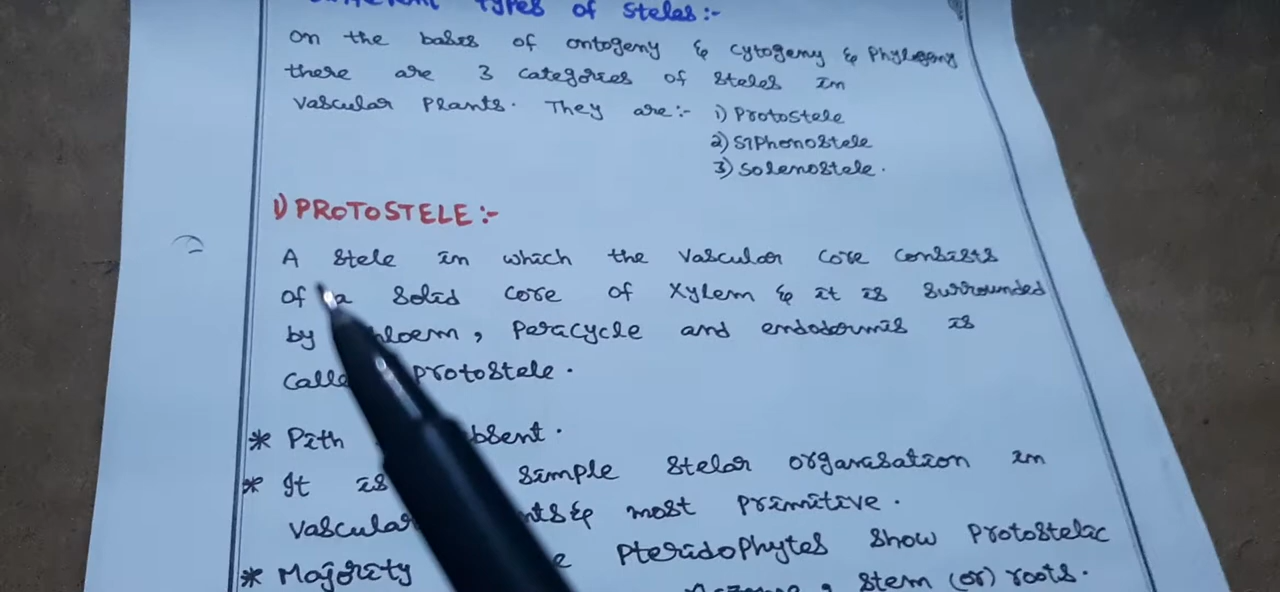 Different Types of Steles:-
On the bases of ontogeny & cytogeny & Phylogeny
there are 3 categories of Steles in
Vascular Plants. They are:- 1) Protostele
2) Siphonostele
3) Solenostele.
1) PROTOSTELE:-
A Stele in which the Vascular core consists
of a Solid core of Xylem & it is Surrounded
by Phloem, Pericycle and endodermis is
Called Protostele.
* Pith absent.
* It is Simple Stelar organisation in
Vascular & most Primitive.
* Majority Pteridophytes Show Protostelic
, Stem (or) roots.